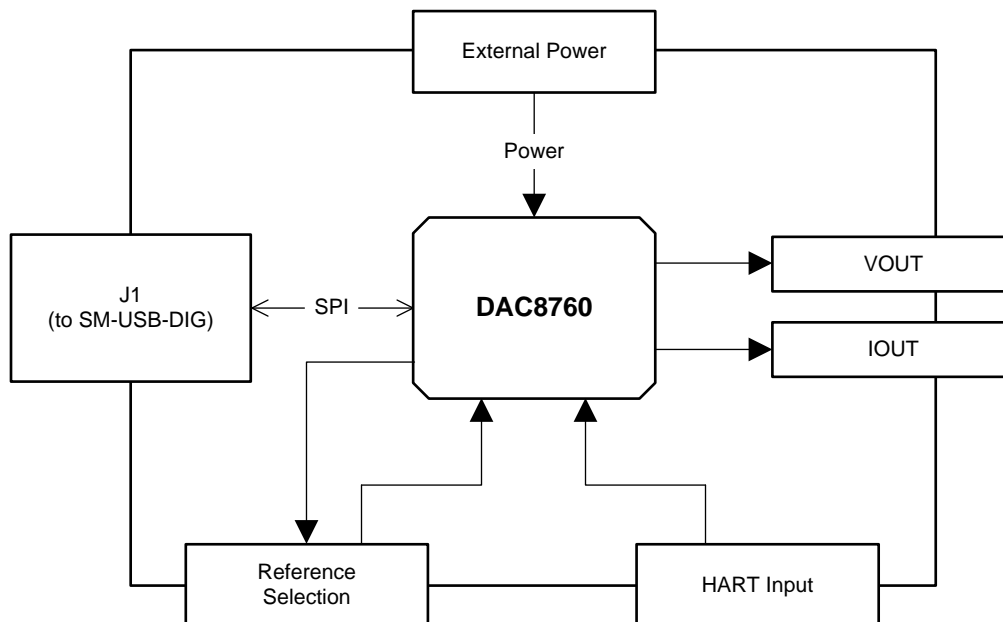 External Power
Power
J1
(to SM-USB-DIG)
SPI
DAC8760
VOUT
IOUT
Reference
Selection
HART Input